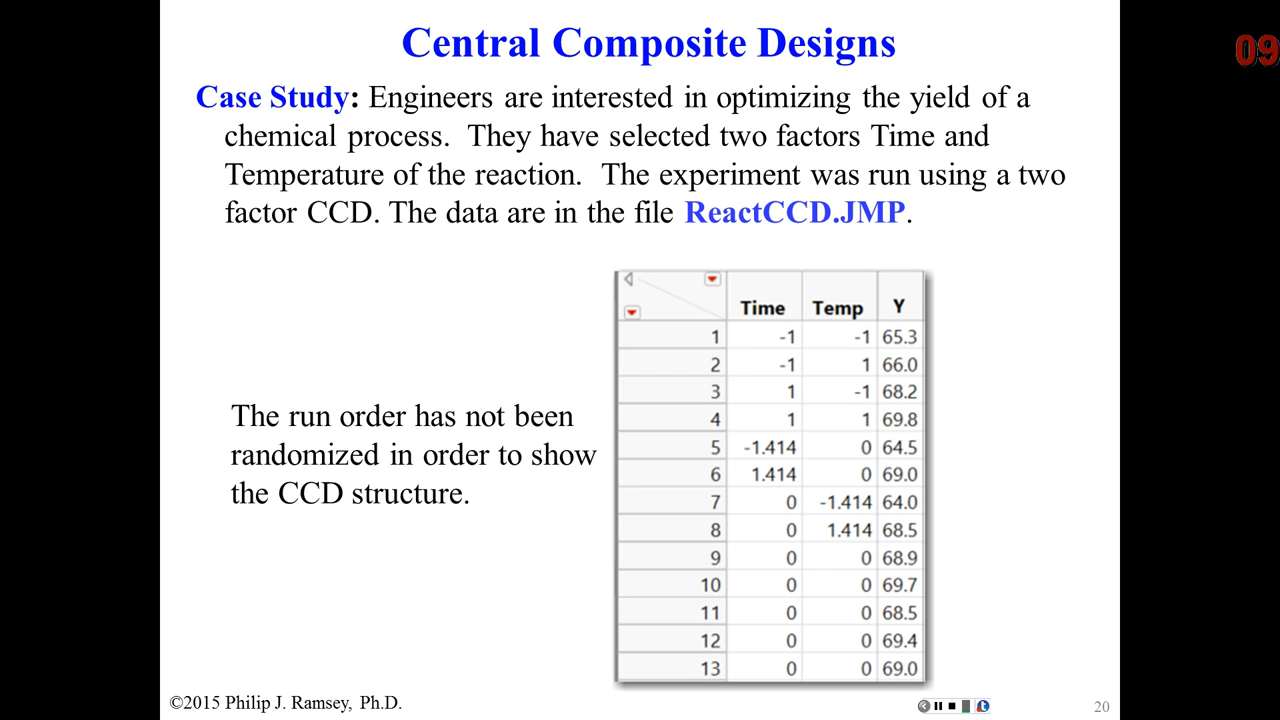 Central Composite Designs
09
Case Study: Engineers are interested in optimizing the yield of a
chemical process. They have selected two factors Time and
Temperature of the reaction. The experiment was run using a two
factor CCD. The data are in the file ReactCCD.JMP.
The run order has not been
randomized in order to show
the CCD structure.
Time Temp Y
1 -1 -1 65.3
2 -1 1 66.0
3 1 -1 68.2
4 1 1 69.8
5 -1.414 0 64.5
6 1.414 0 69.0
7 0 -1.414 64.0
8 0 1.414 68.5
9 0 0 68.9
10 0 0 69.7
11 0 0 68.5
12 0 0 69.4
13 0 0 69.0
©2015 Philip J. Ramsey, Ph.D.
20